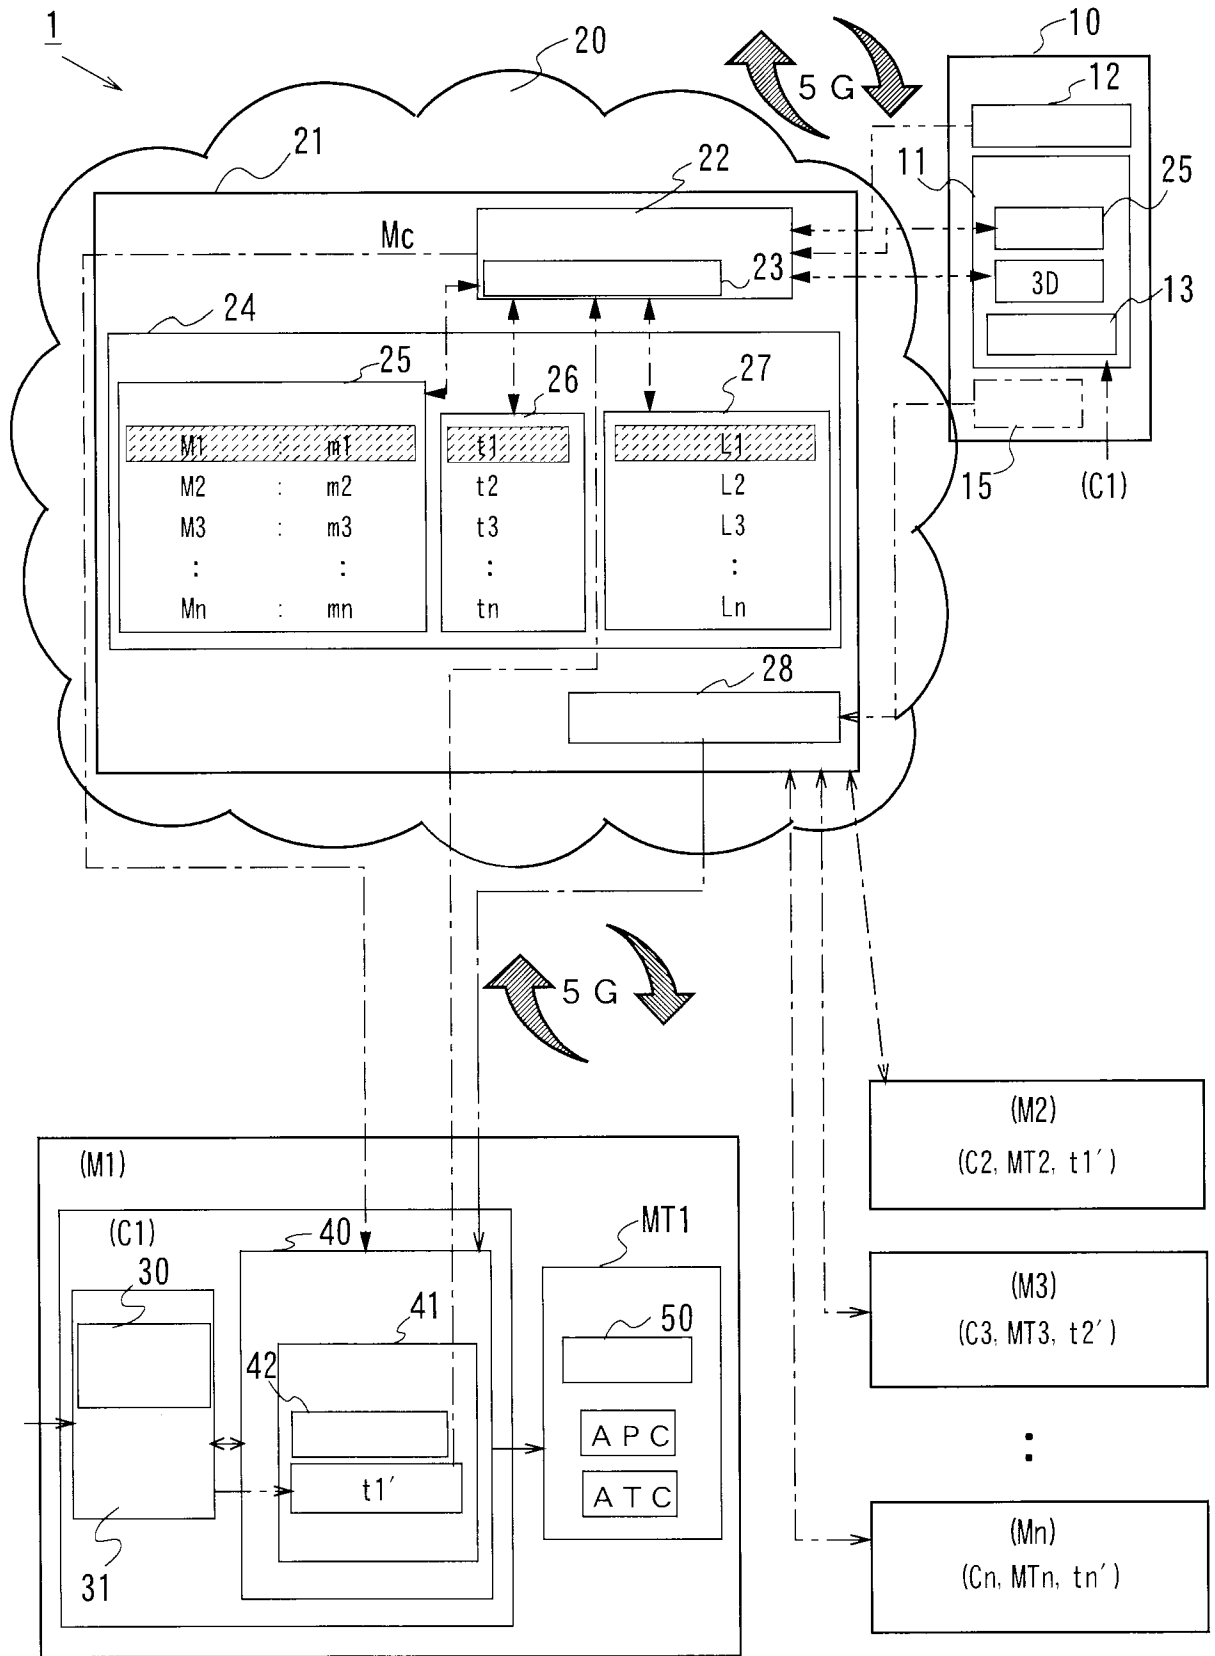 1
20
5 G
10
12
11
25
3D
13
15
(C1)
21
22
Mc
23
24
25
26
27
M1 : m1
t1
L1
M2 : m2
t2
L2
M3 : m3
t3
L3
: :
:
:
Mn : mn
tn
Ln
28
5 G
(M1)
(C1)
40
MT1
30
41
50
42
A P C
t1′
A T C
31
(M2)
(C2, MT2, t1′)
(M3)
(C3, MT3, t2′)
:
(Mn)
(Cn, MTn, tn′)